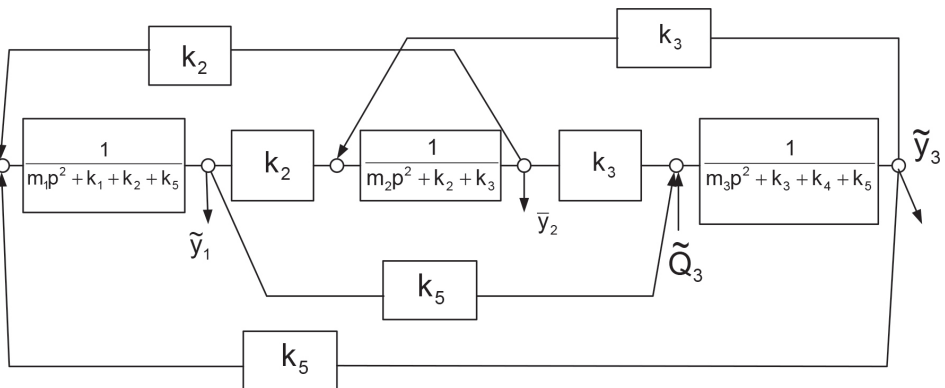 k₃
k₂
1
m₁p² + k₁ + k₂ + k₅
k₂
1
m₂p² + k₂ + k₃
k₃
1
m₃p² + k₃ + k₄ + k₅
ỹ₃
ỹ₁
ȳ₂
Q̃₃
k₅
k₅